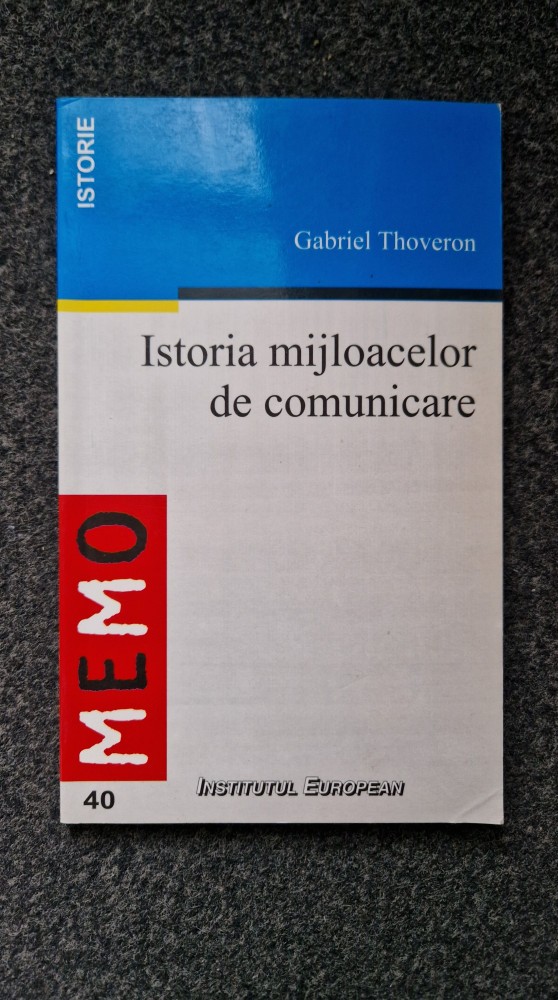 ISTORIE
Gabriel Thoveron
Istoria mijloacelor
de comunicare
MEMO
40
INSTITUTUL EUROPEAN